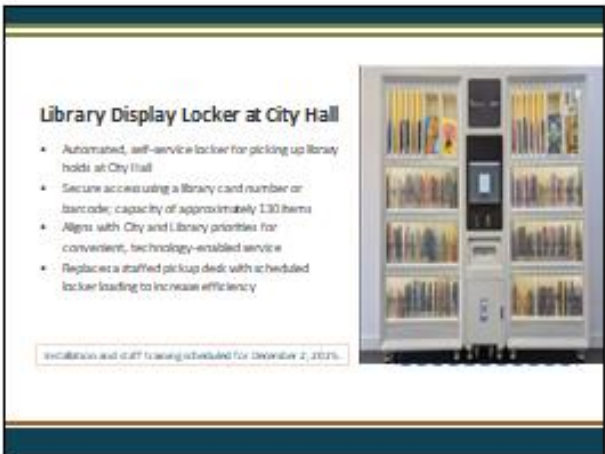 Library Display Locker at City Hall
• Automated, self-service locker for picking up library
holds at City Hall
• Secure access using a library card number or
barcode; capacity of approximately 130 items
• Aligns with City and Library priorities for
convenient, technology-enabled service
• Replaces a staffed pickup desk with scheduled
locker loading to increase efficiency
Installation and staff training scheduled for December 2, 2025.